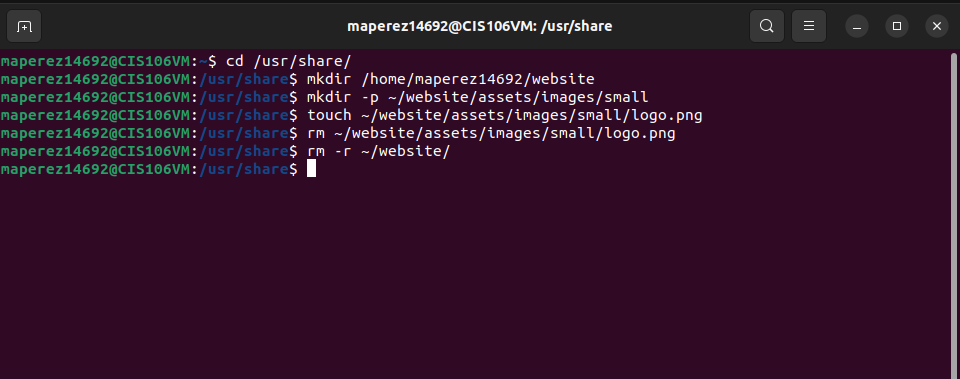 maperez14692@CIS106VM: /usr/share
maperez14692@CIS106VM:~$ cd /usr/share/
maperez14692@CIS106VM:/usr/share$ mkdir /home/maperez14692/website
maperez14692@CIS106VM:/usr/share$ mkdir -p ~/website/assets/images/small
maperez14692@CIS106VM:/usr/share$ touch ~/website/assets/images/small/logo.png
maperez14692@CIS106VM:/usr/share$ rm ~/website/assets/images/small/logo.png
maperez14692@CIS106VM:/usr/share$ rm -r ~/website/
maperez14692@CIS106VM:/usr/share$